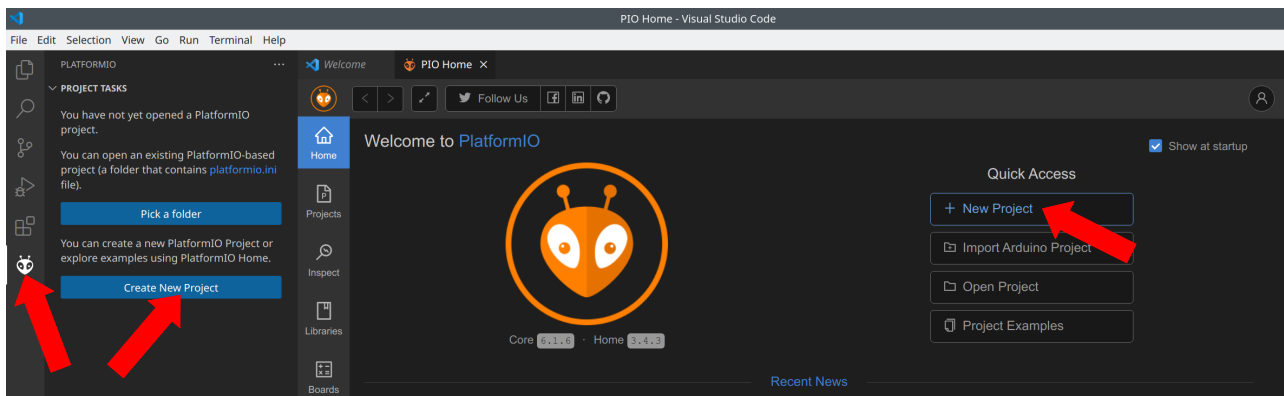 PIO Home - Visual Studio Code
File Edit Selection View Go Run Terminal Help
PLATFORMIO ...
PROJECT TASKS
You have not yet opened a PlatformIO
project.
You can open an existing PlatformIO-based
project (a folder that contains platformio.ini
file).
Pick a folder
You can create a new PlatformIO Project or
explore examples using PlatformIO Home.
Create New Project
Welcome PIO Home
Follow Us
Home
Projects
Inspect
Libraries
Boards
Welcome to PlatformIO
Show at startup
Core 6.1.6 · Home 3.4.3
Quick Access
New Project
Import Arduino Project
Open Project
Project Examples
Recent News